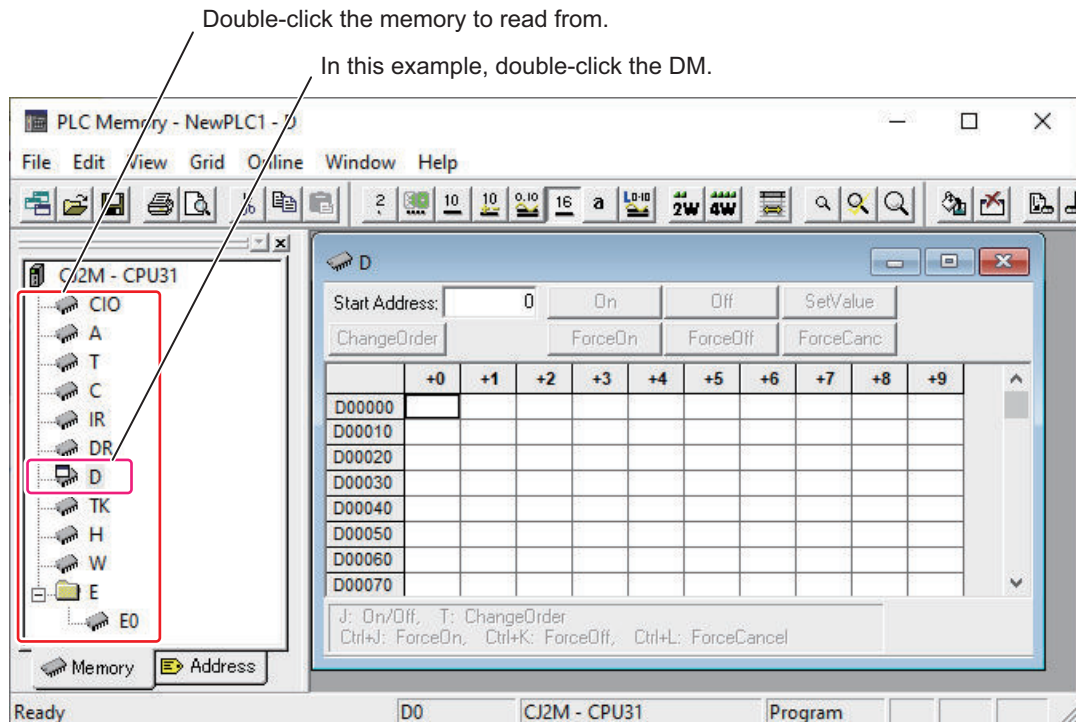 Double-click the memory to read from.
In this example, double-click the DM.
PLC Memory - NewPLC1 - D
File Edit View Grid Online Window Help
2 10 10 0.10 16 a L0-10 2W 4W
CJ2M - CPU31
CIO
A
T
C
IR
DR
D
TK
H
W
E
E0
Memory Address
D
Start Address: 0 On Off SetValue
ChangeOrder ForceOn ForceOff ForceCanc
+0 +1 +2 +3 +4 +5 +6 +7 +8 +9
D00000
D00010
D00020
D00030
D00040
D00050
D00060
D00070
J: On/Off, T: ChangeOrder
Ctrl+J: ForceOn, Ctrl+K: ForceOff, Ctrl+L: ForceCancel
Ready D0 CJ2M - CPU31 Program